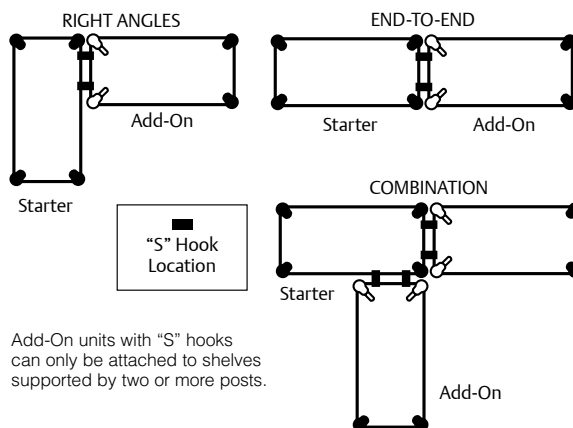 RIGHT ANGLES
Add-On
Starter
END-TO-END
Starter
Add-On
“S” Hook
Location
COMBINATION
Starter
Add-On
Add-On units with “S” hooks
can only be attached to shelves
supported by two or more posts.